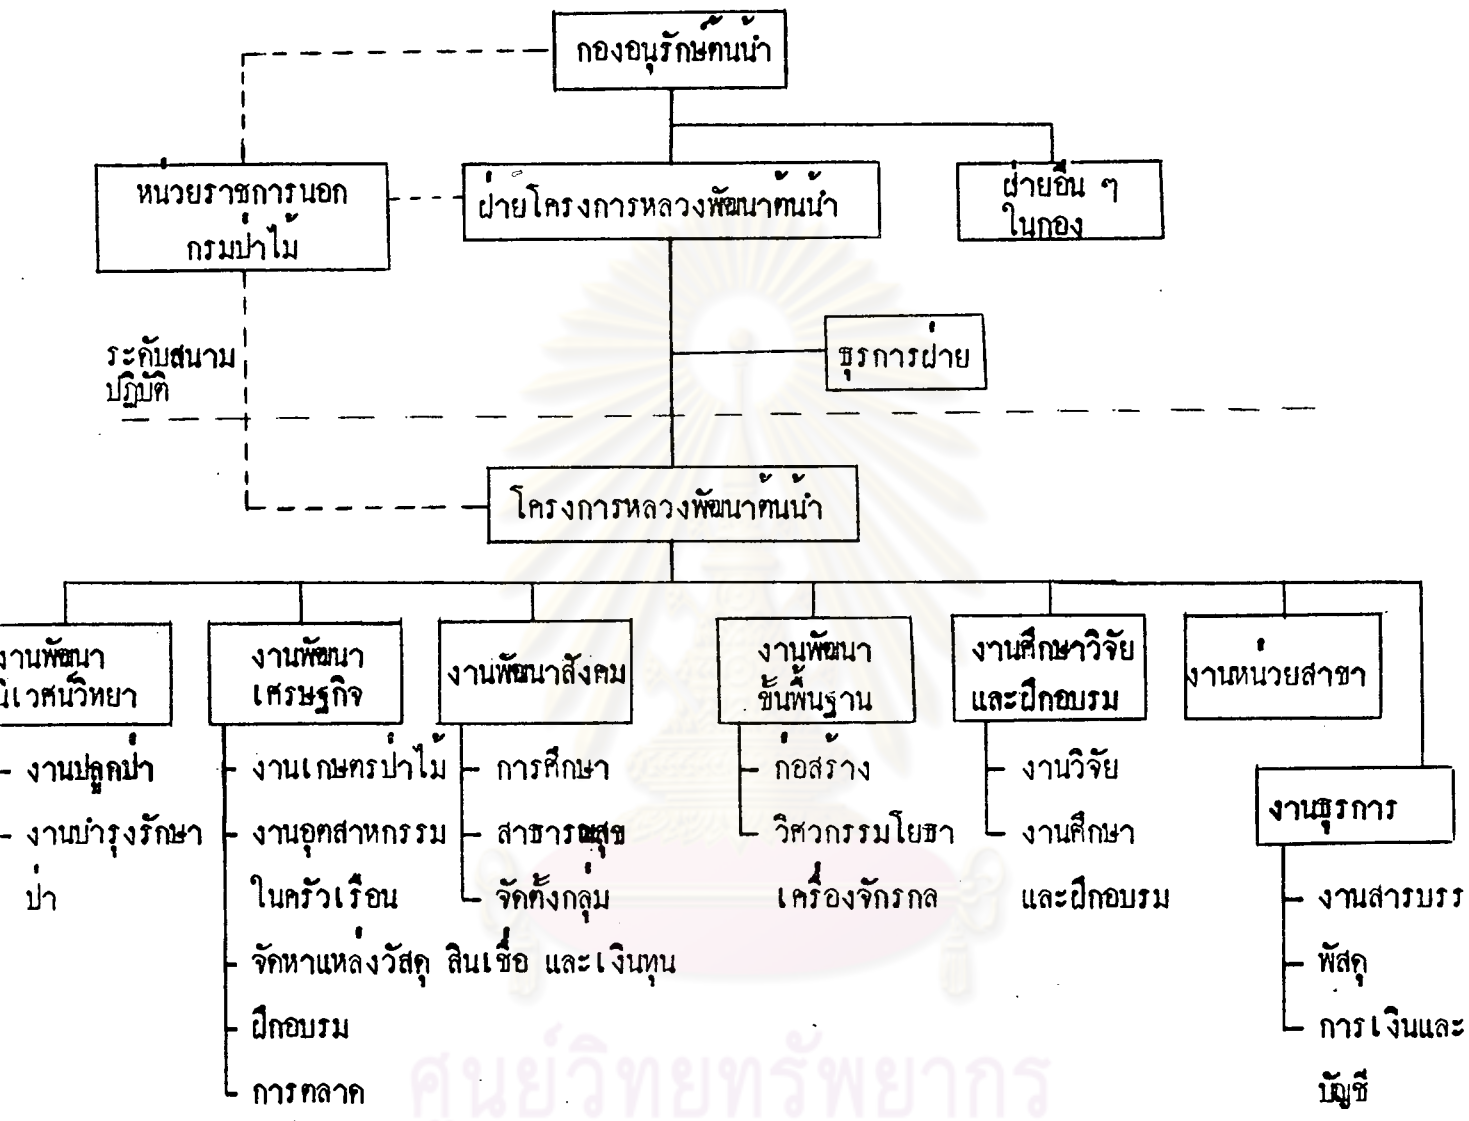 กองอนุรักษ์ต้นน้ำ
หน่วยราชการนอก
กรมป่าไม้
ฝ่ายโครงการหลวงพัฒนาต้นน้ำ
ฝ่ายอื่น ๆ
ในกอง
ธุรการฝ่าย
ระดับสนาม
ปฏิบัติ
โครงการหลวงพัฒนาต้นน้ำ
งานพัฒนา
นิเวศน์วิทยา
- งานปลูกป่า
- งานบำรุงรักษา
ป่า
งานพัฒนา
เศรษฐกิจ
- งานเกษตรป่าไม้
- งานอุตสาหกรรม
ในครัวเรือน
- จัดหาแหล่งวัสดุ สินเชื่อ และเงินทุน
- ฝึกอบรม
- การตลาด
งานพัฒนาสังคม
- การศึกษา
- สาธารณสุข
- จัดตั้งกลุ่ม
งานพัฒนา
ขั้นพื้นฐาน
- ก่อสร้าง
- วิศวกรรมโยธา
เครื่องจักรกล
งานศึกษาวิจัย
และฝึกอบรม
- งานวิจัย
- งานศึกษา
และฝึกอบรม
งานหน่วยสาขา
งานธุรการ
- งานสารบรร
- พัสดุ
- การเงินและ
บัญชี
ศูนย์วิทยทรัพยากร